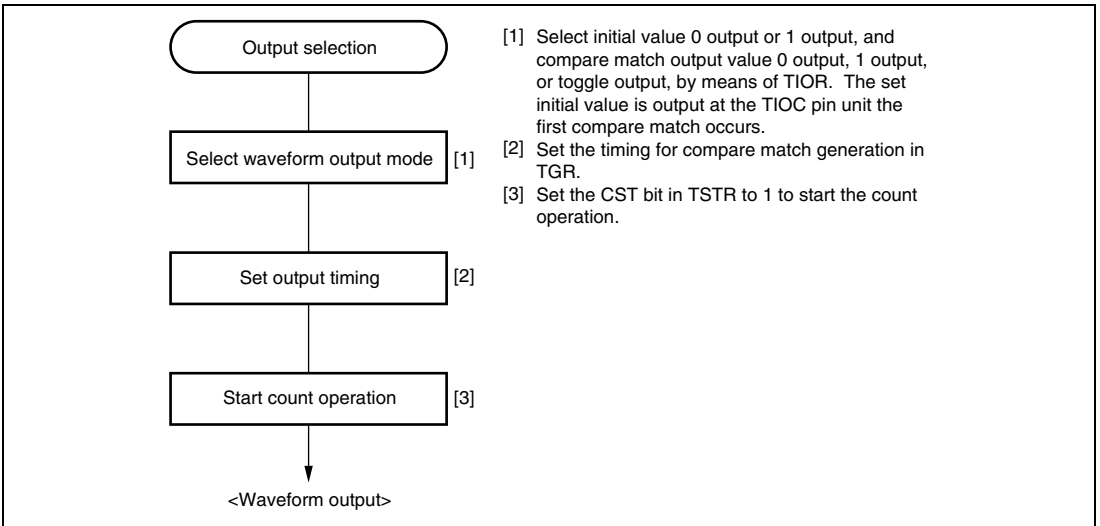 Output selection
Select waveform output mode [1]
Set output timing [2]
Start count operation [3]
<Waveform output>
[1] Select initial value 0 output or 1 output, and
compare match output value 0 output, 1 output,
or toggle output, by means of TIOR. The set
initial value is output at the TIOC pin unit the
first compare match occurs.
[2] Set the timing for compare match generation in
TGR.
[3] Set the CST bit in TSTR to 1 to start the count
operation.